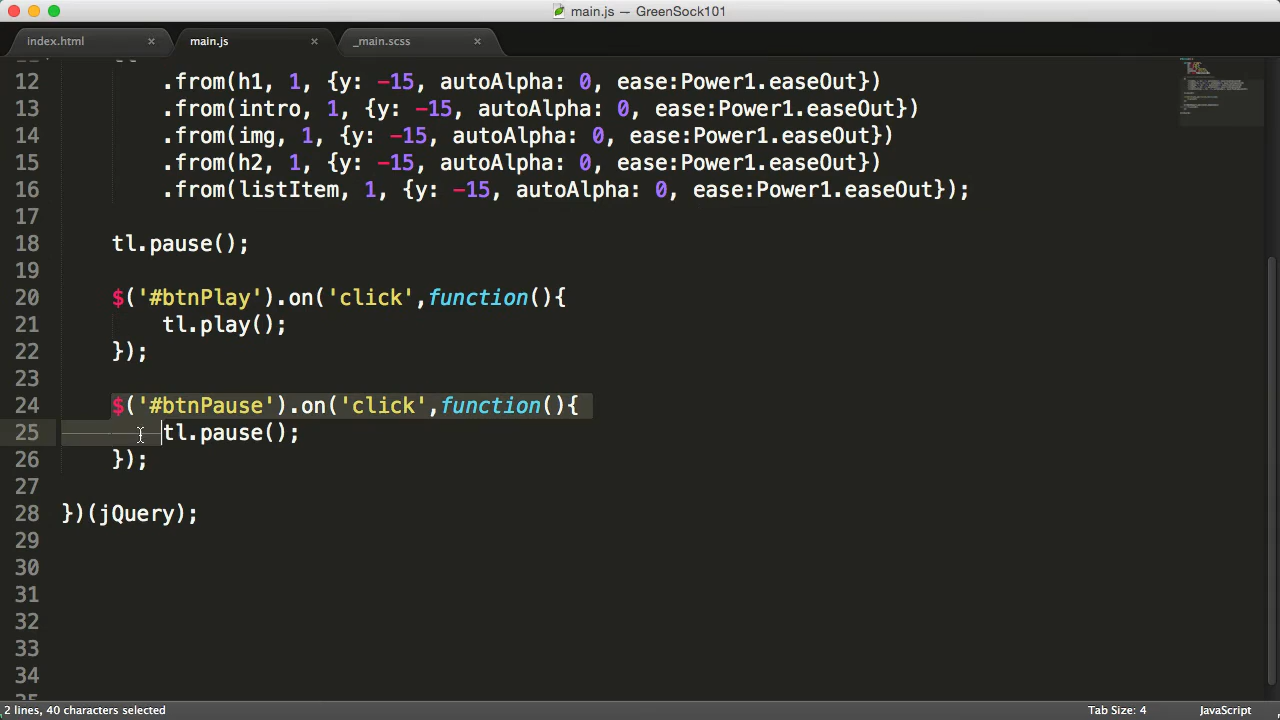 main.js — GreenSock101
index.html × main.js × _main.scss ×
12 .from(h1, 1, {y: -15, autoAlpha: 0, ease:Power1.easeOut})
13 .from(intro, 1, {y: -15, autoAlpha: 0, ease:Power1.easeOut})
14 .from(img, 1, {y: -15, autoAlpha: 0, ease:Power1.easeOut})
15 .from(h2, 1, {y: -15, autoAlpha: 0, ease:Power1.easeOut})
16 .from(listItem, 1, {y: -15, autoAlpha: 0, ease:Power1.easeOut});
17
18 tl.pause();
19
20 $('#btnPlay').on('click',function(){
21 tl.play();
22 });
23
24 $('#btnPause').on('click',function(){
25 tl.pause();
26 });
27
28 })(jQuery);
29
30
31
32
33
34
2 lines, 40 characters selected Tab Size: 4 JavaScript